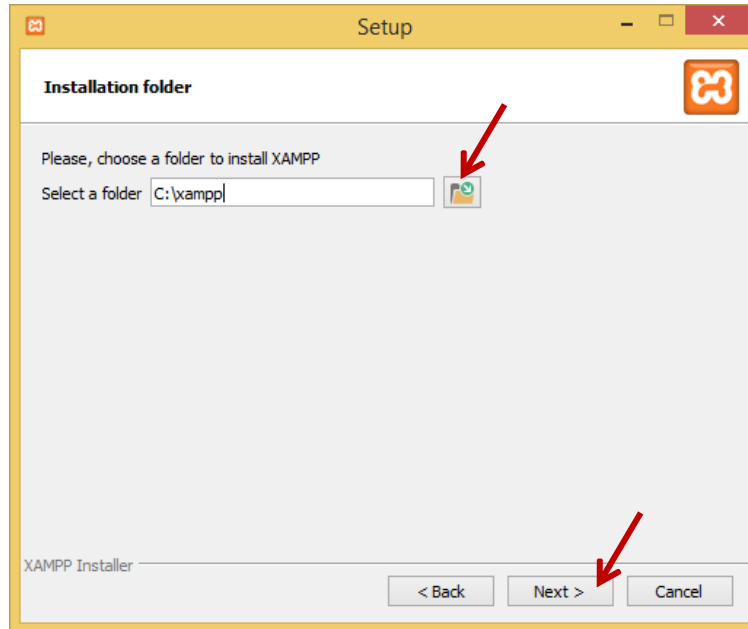 Setup
Installation folder
Please, choose a folder to install XAMPP
Select a folder C:\xampp
XAMPP Installer
< Back Next > Cancel